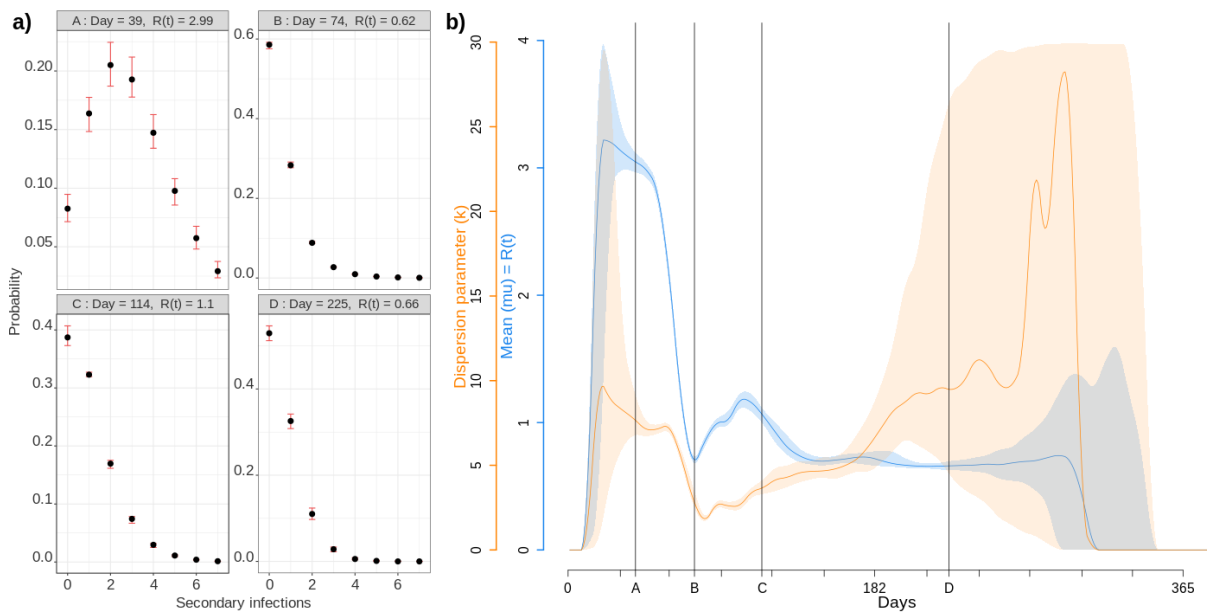 a)
A : Day = 39, R(t) = 2.99
B : Day = 74, R(t) = 0.62
0.20
0.15
0.10
0.05
0.6
0.4
0.2
0.0
Probability
C : Day = 114, R(t) = 1.1
D : Day = 225, R(t) = 0.66
0.4
0.3
0.2
0.1
0.0
0.4
0.2
0.0
0 2 4 6
0 2 4 6
Secondary infections
b)
Dispersion parameter (k)
0 5 10 15 20 25 30
Mean (mu) = R(t)
0 1 2 3 4
0 A B C 182 D 365
Days